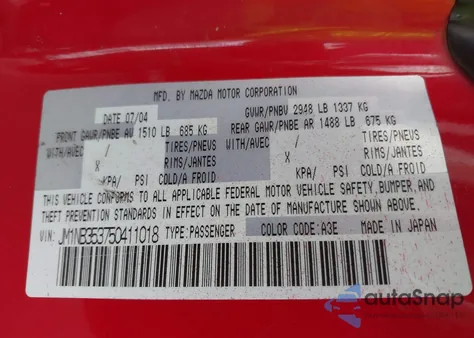 MFD. BY MAZDA MOTOR CORPORATION
DATE 07/04 GVWR/PNBV 2948 LB 1337 KG
FRONT GAWR/PNBE AV 1510 LB 685 KG REAR GAWR/PNBE AR 1488 LB 675 KG
WITH/AVEC / TIRES/PNEUS WITH/AVEC / TIRES/PNEUS
X RIMS/JANTES X RIMS/JANTES
KPA/ PSI COLD/A FROID KPA/ PSI COLD/A FROID
THIS VEHICLE CONFORMS TO ALL APPLICABLE FEDERAL MOTOR VEHICLE SAFETY, BUMPER, AND
THEFT PREVENTION STANDARDS IN EFFECT ON THE DATE OF MANUFACTURE SHOWN ABOVE.
VIN: JM1NB353750411018 TYPE:PASSENGER COLOR CODE:A3E MADE IN JAPAN
autoSnap